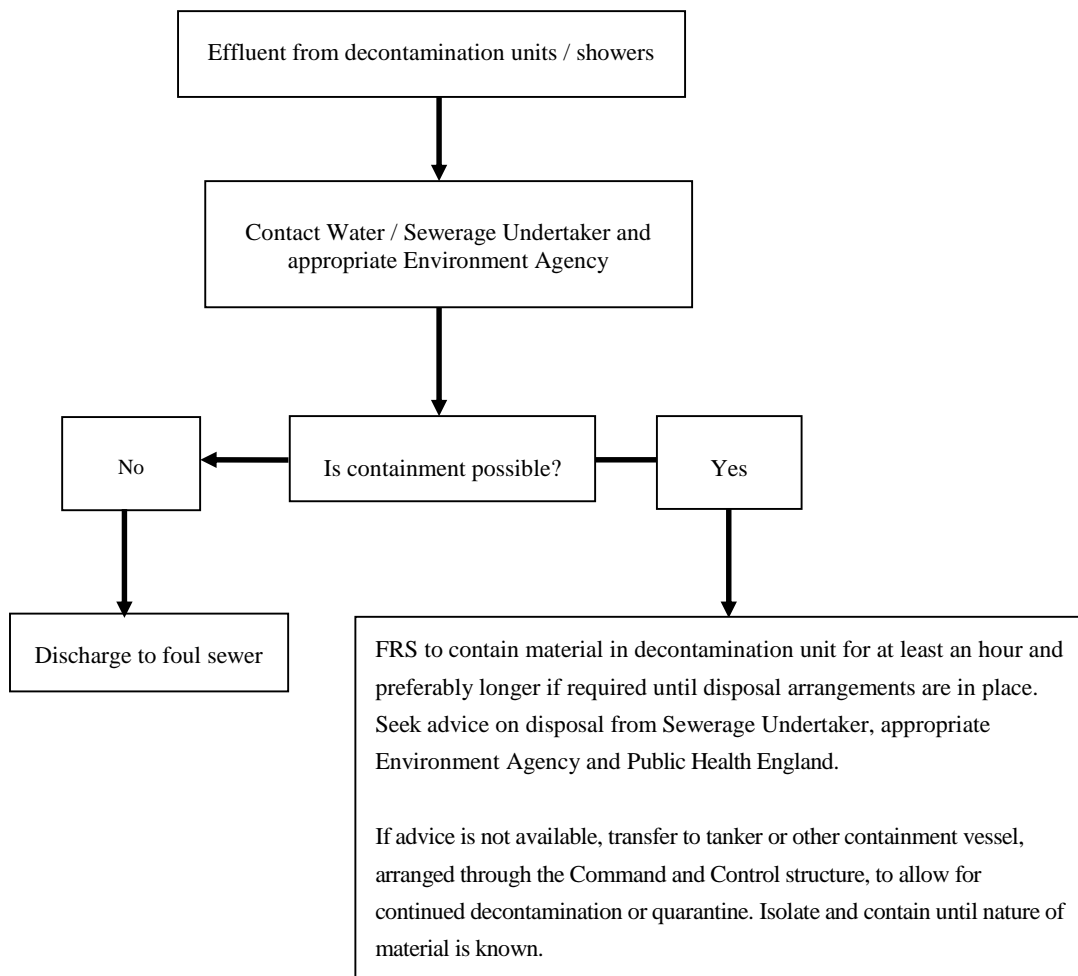 Effluent from decontamination units / showers
Contact Water / Sewerage Undertaker and
appropriate Environment Agency
No
Is containment possible?
Yes
Discharge to foul sewer
FRS to contain material in decontamination unit for at least an hour and
preferably longer if required until disposal arrangements are in place.
Seek advice on disposal from Sewerage Undertaker, appropriate
Environment Agency and Public Health England.
If advice is not available, transfer to tanker or other containment vessel,
arranged through the Command and Control structure, to allow for
continued decontamination or quarantine. Isolate and contain until nature of
material is known.